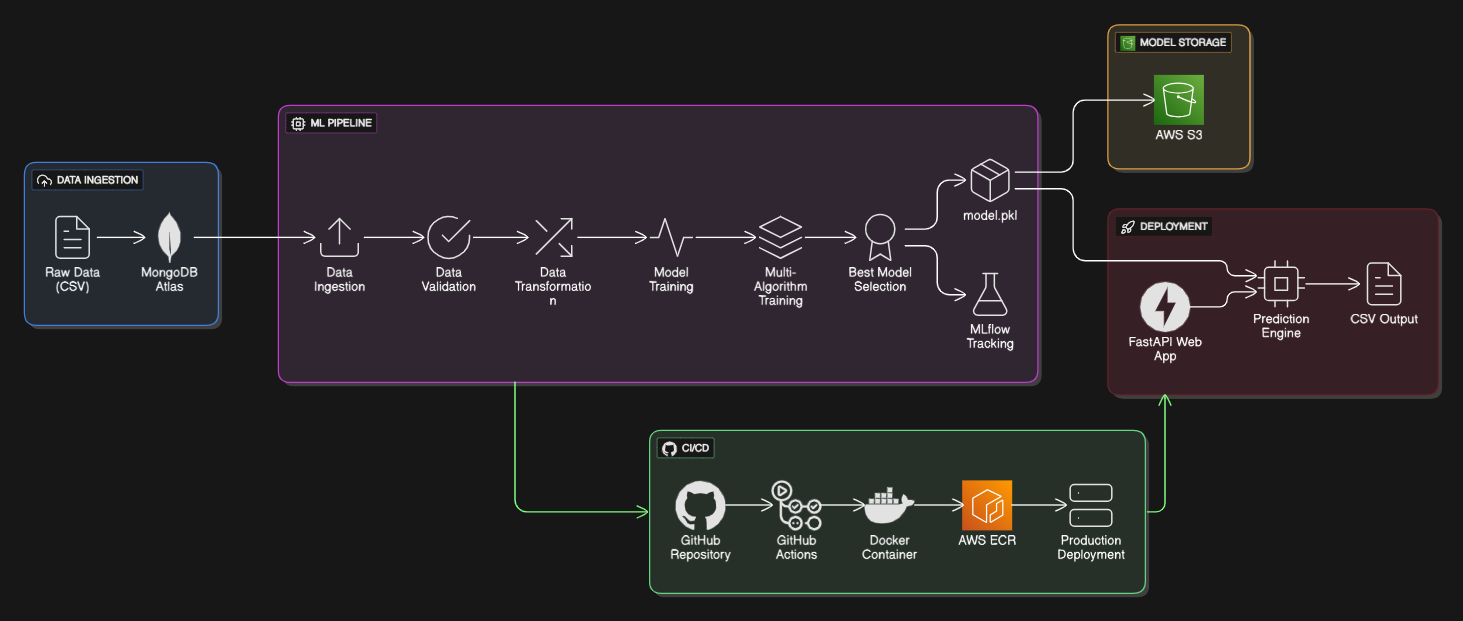 MODEL STORAGE
AWS S3
ML PIPELINE
DATA INGESTION
Raw Data
(CSV)
MongoDB
Atlas
Data
Ingestion
Data
Validation
Data
Transformatio
n
Model
Training
Multi-
Algorithm
Training
Best Model
Selection
model.pkl
MLflow
Tracking
DEPLOYMENT
FastAPI Web
App
Prediction
Engine
CSV Output
CI/CD
GitHub
Repository
GitHub
Actions
Docker
Container
AWS ECR
Production
Deployment